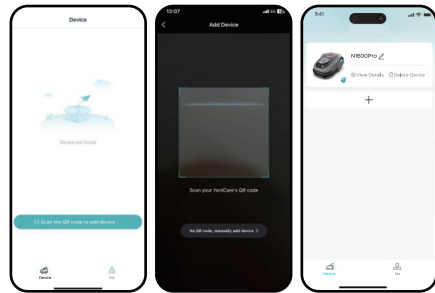 Device
Device not found
Scan the QR code to add device
Device
Me
13:07
4G
Add Device
Scan your YardCare's QR code
No QR code, manually add device >
9:41
N1600Pro
View Details
Delete Device
+
Device
Me